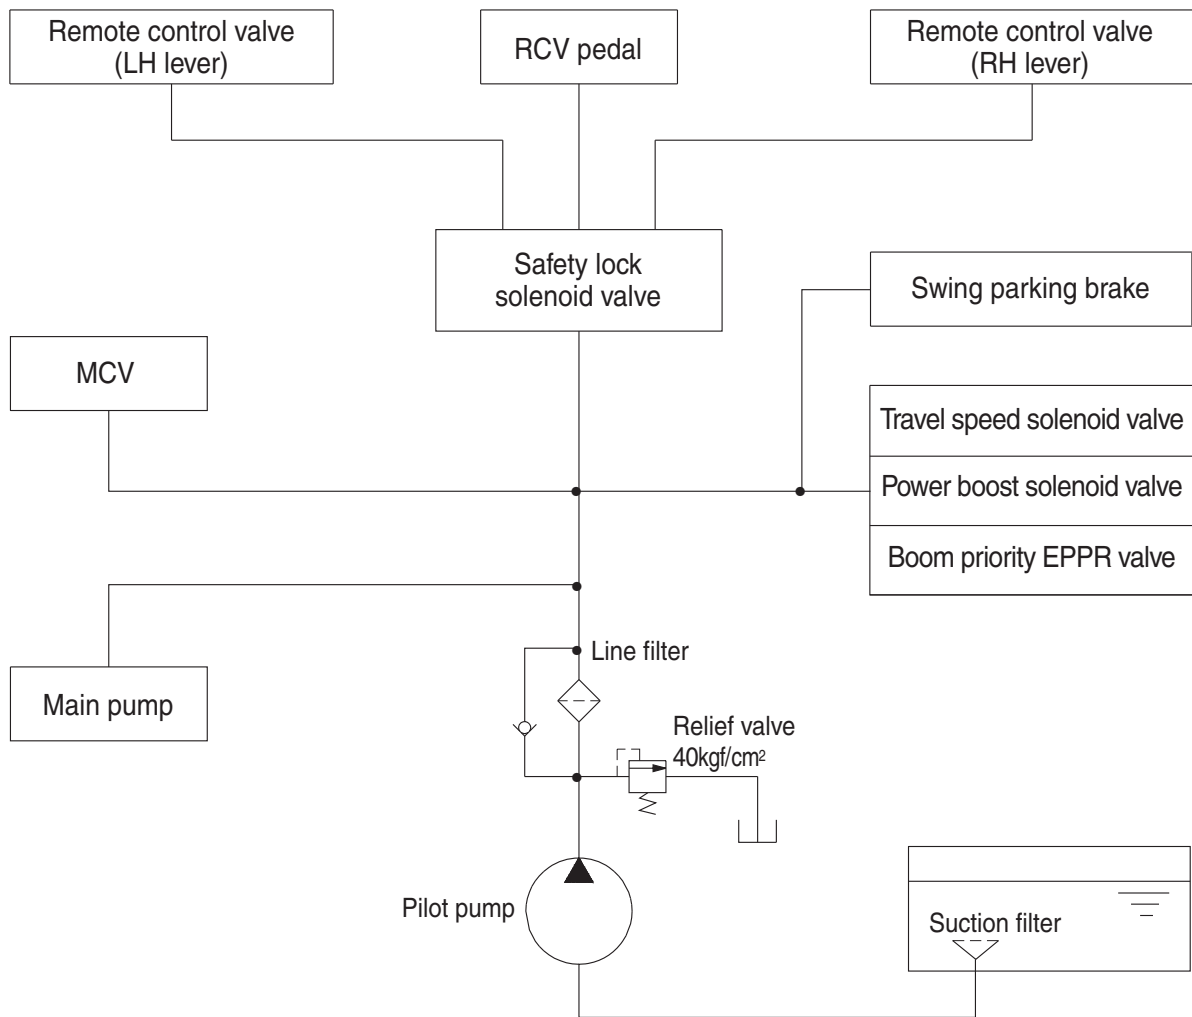 Remote control valve
(LH lever)
RCV pedal
Remote control valve
(RH lever)
Safety lock
solenoid valve
Swing parking brake
MCV
Travel speed solenoid valve
Power boost solenoid valve
Boom priority EPPR valve
Line filter
Main pump
Relief valve
40kgf/cm²
Pilot pump
Suction filter